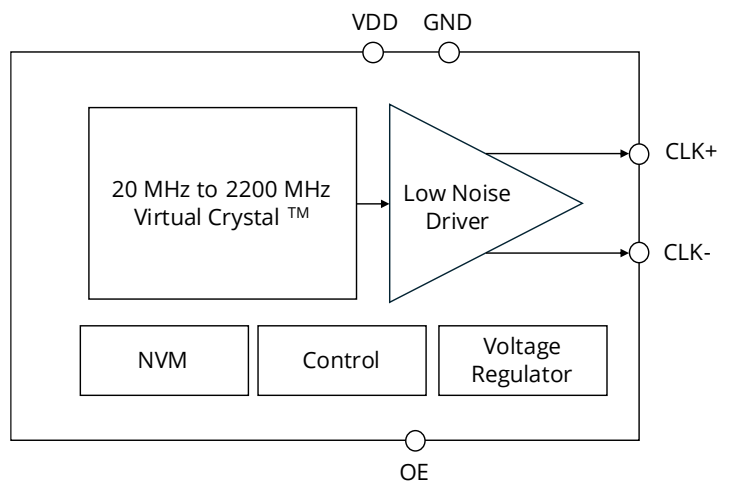 VDD GND
20 MHz to 2200 MHz
Virtual Crystal TM
Low Noise
Driver
CLK+
CLK-
NVM
Control
Voltage
Regulator
OE